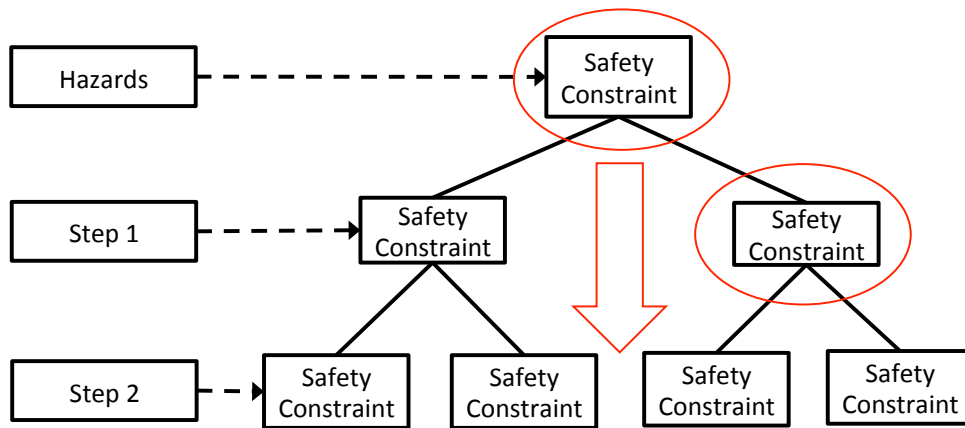 Hazards
Safety
Constraint
Step 1
Safety
Constraint
Safety
Constraint
Step 2
Safety
Constraint
Safety
Constraint
Safety
Constraint
Safety
Constraint